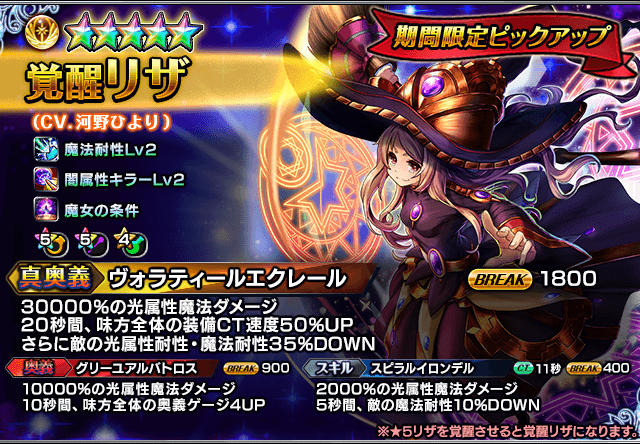 期間限定ピックアップ
覚醒リザ
(CV.河野ひより)
魔法耐性Lv2
闇属性キラーLv2
魔女の条件
5 5 4
真奥義 ヴォラティールエクレール BREAK 1800
30000%の光属性魔法ダメージ
20秒間、味方全体の装備CT速度50%UP
さらに敵の光属性耐性・魔法耐性35%DOWN
奥義 グリーユアルバトロス BREAK 900
10000%の光属性魔法ダメージ
10秒間、味方全体の奥義ゲージ4UP
スキル スピラルイロンデル CT 11秒 BREAK 400
2000%の光属性魔法ダメージ
5秒間、敵の魔法耐性10%DOWN
※★5リザを覚醒させると覚醒リザになります。